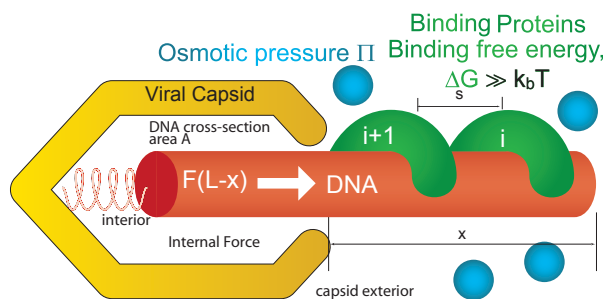 Osmotic pressure Π
Binding Proteins
Binding free energy,
ΔG ≫ k_bT
s
Viral Capsid
DNA cross-section
area A
i+1
i
F(L-x)
DNA
interior
Internal Force
x
capsid exterior